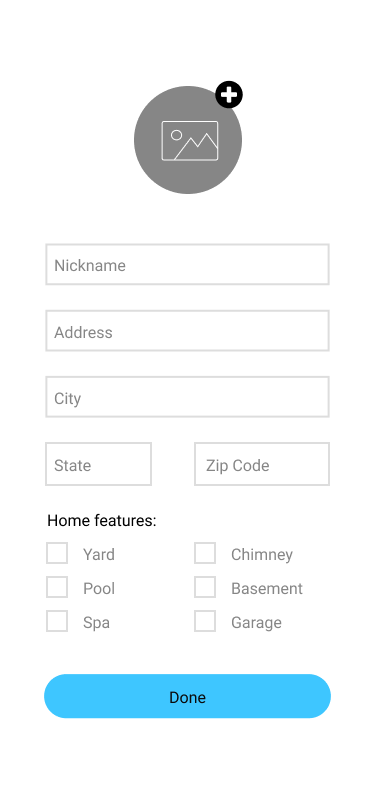 Nickname
Address
City
State Zip Code
Home features:
Yard Chimney
Pool Basement
Spa Garage
Done